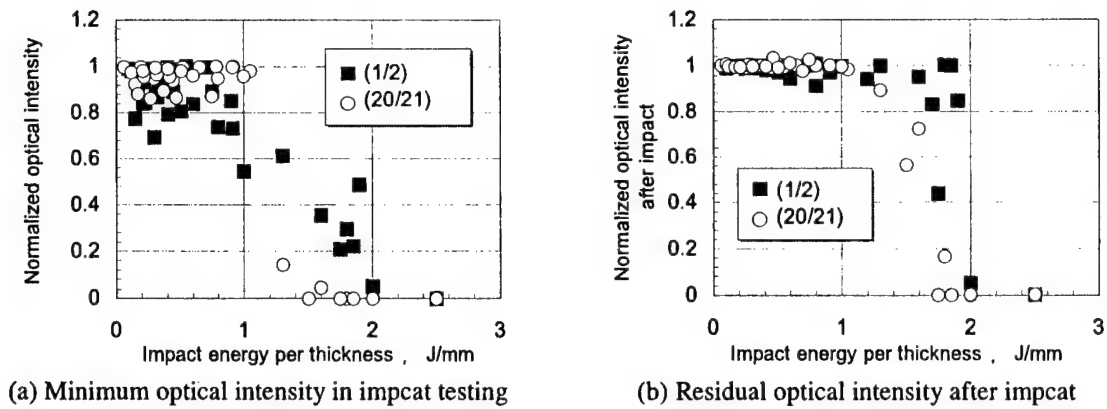 Normalized optical intensity
1.2
1
0.8
0.6
0.4
0.2
0
■ (1/2)
○ (20/21)
0 1 2 3
Impact energy per thickness , J/mm
(a) Minimum optical intensity in impcat testing
Normalized optical intensity
after impact
1.2
1
0.8
0.6
0.4
0.2
0
■ (1/2)
○ (20/21)
0 1 2 3
Impact energy per thickness , J/mm
(b) Residual optical intensity after impcat